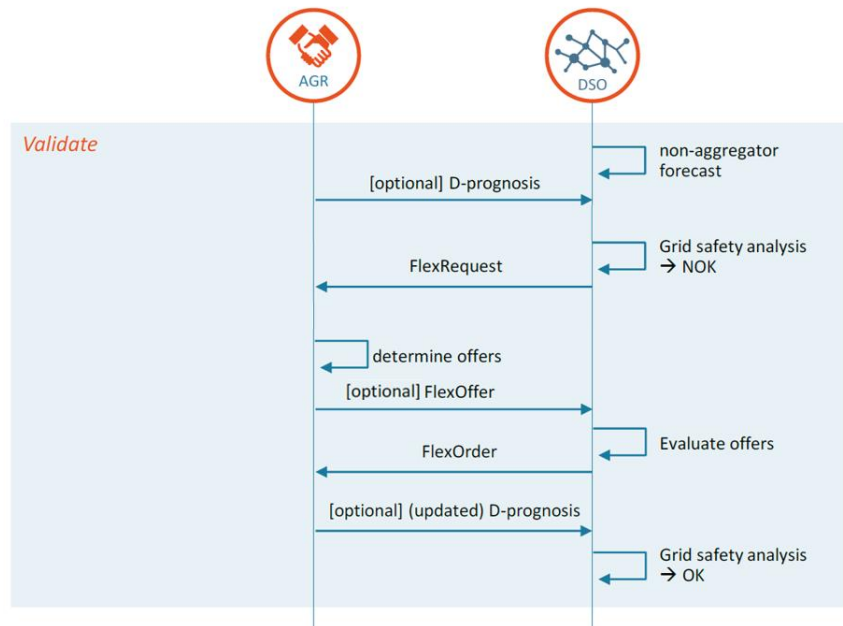 AGR
DSO
Validate
non-aggregator
forecast
[optional] D-prognosis
Grid safety analysis
→ NOK
FlexRequest
determine offers
[optional] FlexOffer
Evaluate offers
FlexOrder
[optional] (updated) D-prognosis
Grid safety analysis
→ OK